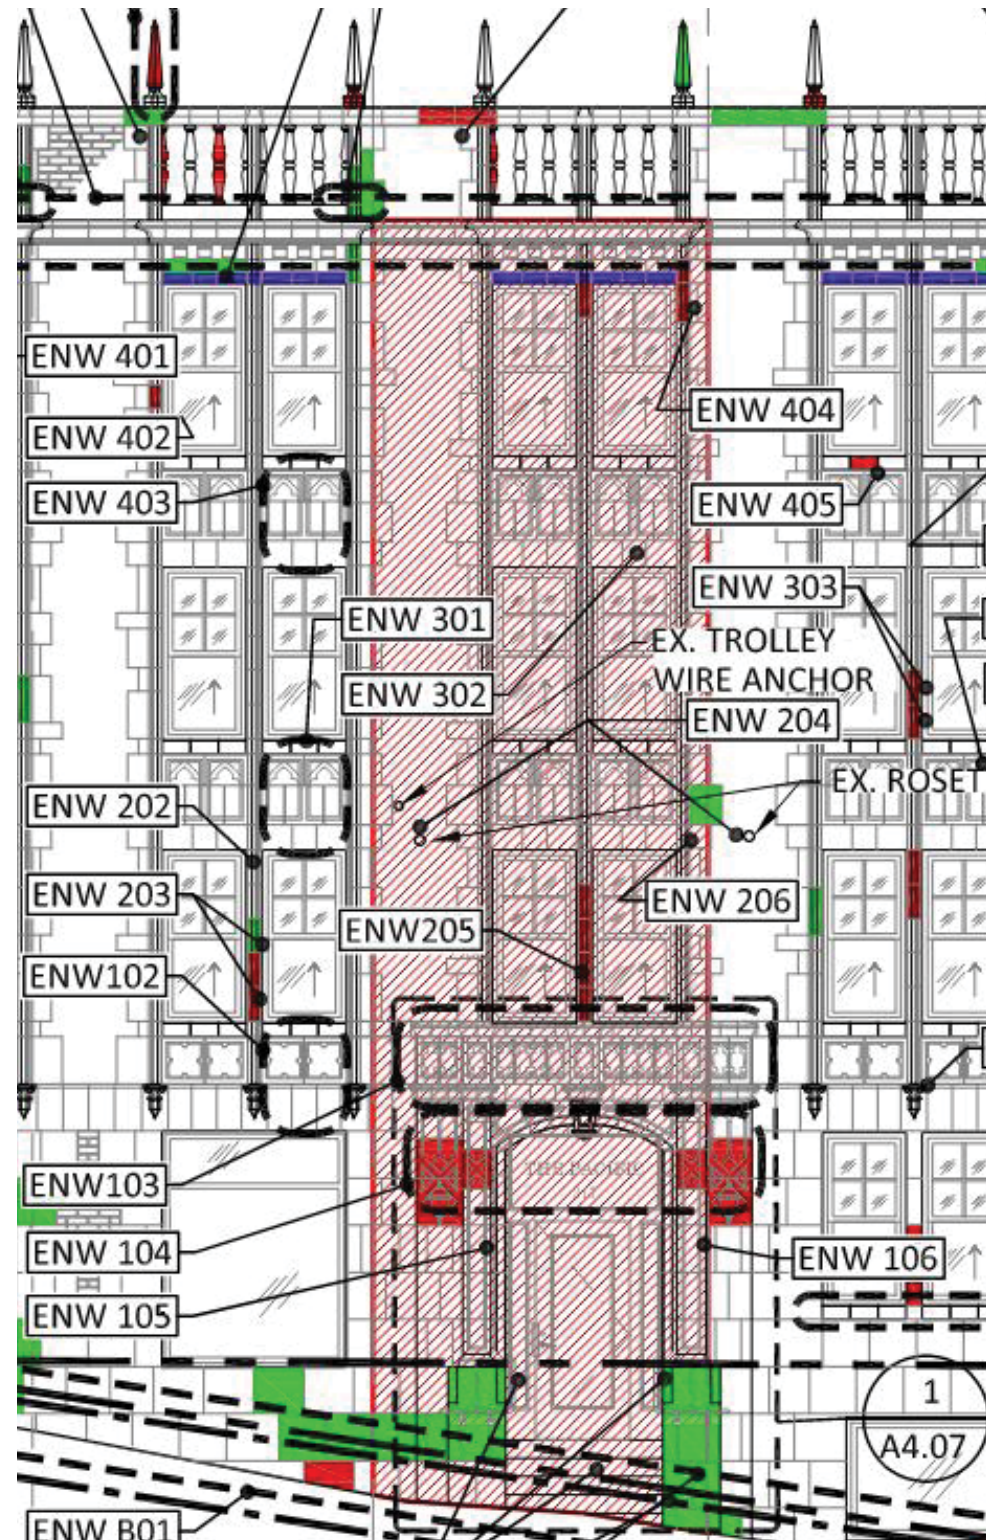 ENW 401
ENW 404
ENW 402
ENW 403
ENW 405
ENW 303
ENW 301
EX. TROLLEY
WIRE ANCHOR
ENW 302
ENW 204
EX. ROSET
ENW 202
ENW 203
ENW 206
ENW205
ENW102
ENW103
ENW 104
ENW 106
ENW 105
1
A4.07
ENW B01